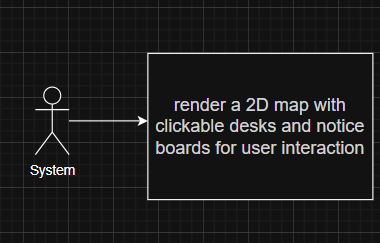 render a 2D map with
clickable desks and notice
boards for user interaction
System